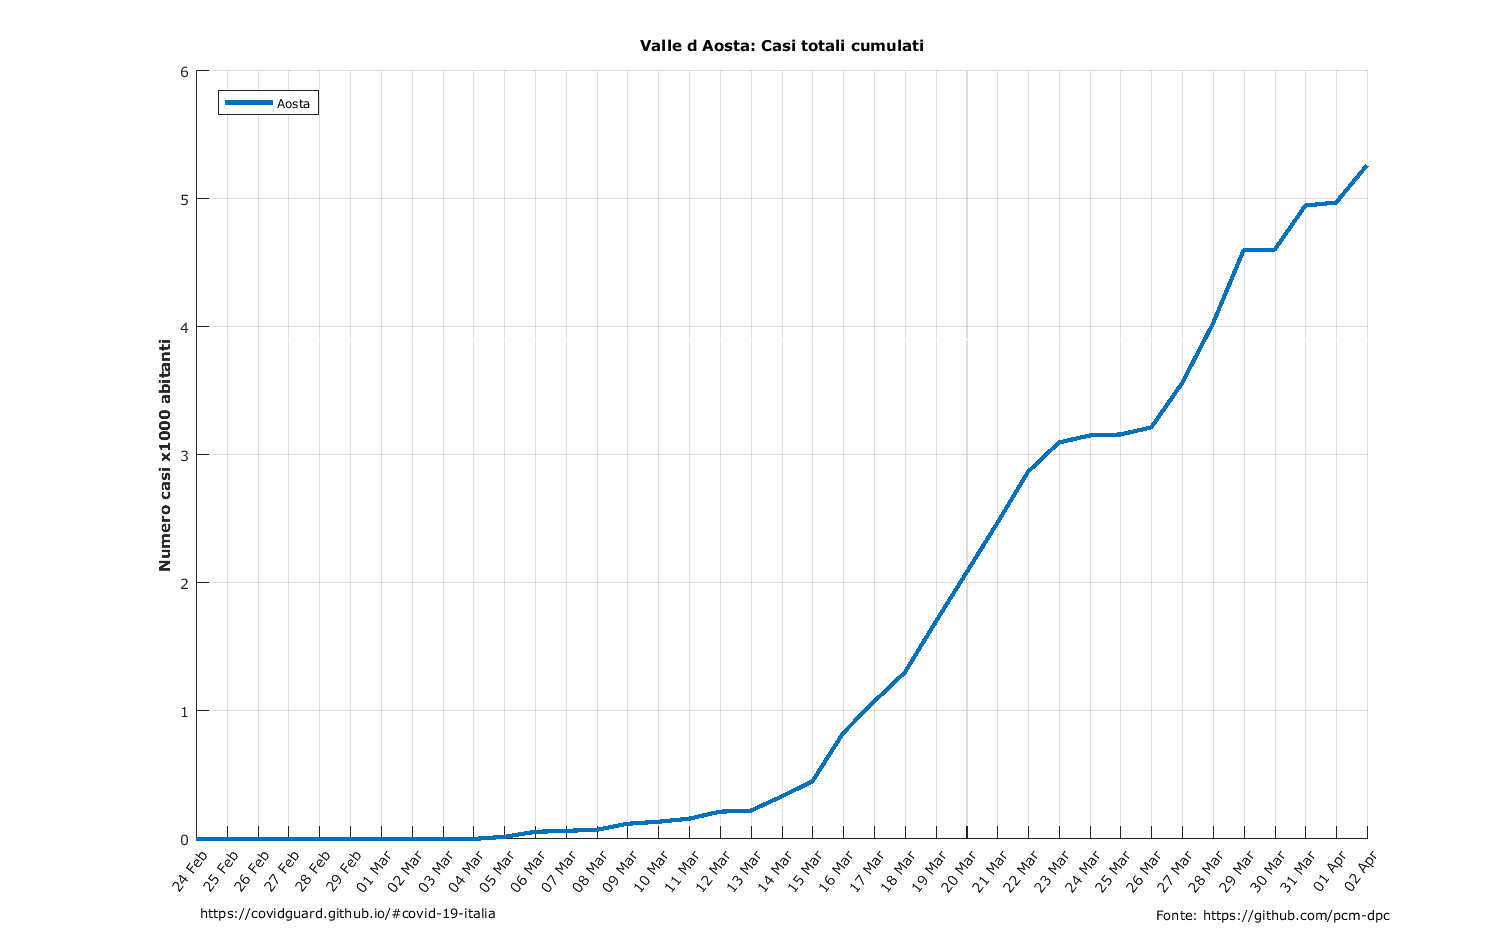 Valle d Aosta: Casi totali cumulati
Aosta
Numero casi x1000 abitanti
6
5
4
3
2
1
0
24 Feb
25 Feb
26 Feb
27 Feb
28 Feb
29 Feb
01 Mar
02 Mar
03 Mar
04 Mar
05 Mar
06 Mar
07 Mar
08 Mar
09 Mar
10 Mar
11 Mar
12 Mar
13 Mar
14 Mar
15 Mar
16 Mar
17 Mar
18 Mar
19 Mar
20 Mar
21 Mar
22 Mar
23 Mar
24 Mar
25 Mar
26 Mar
27 Mar
28 Mar
29 Mar
30 Mar
31 Mar
01 Apr
02 Apr
https://covidguard.github.io/#covid-19-italia
Fonte: https://github.com/pcm-dpc